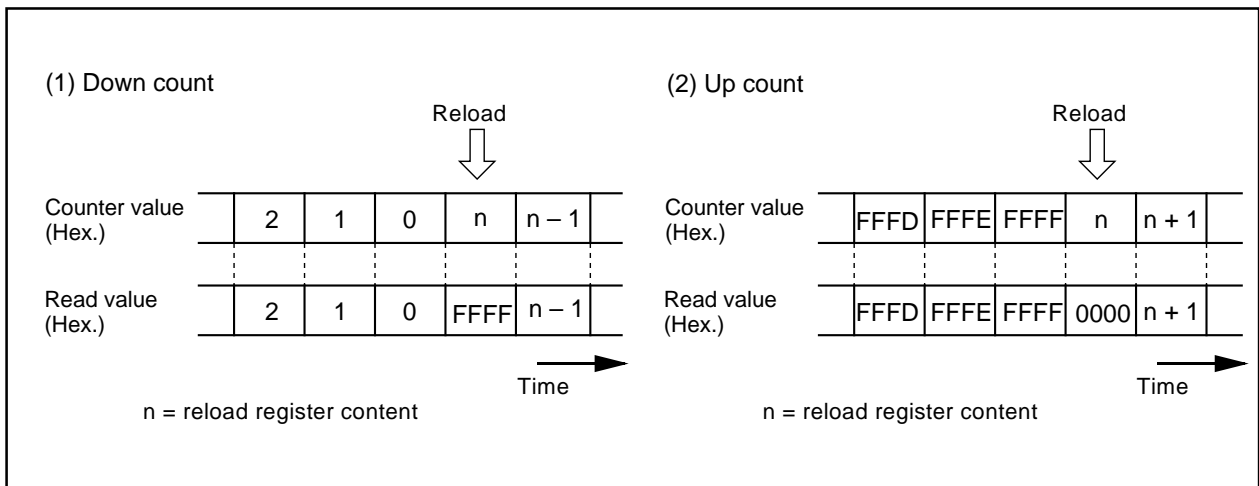 (1) Down count
Reload
Counter value
(Hex.)
2 1 0 n n – 1
Read value
(Hex.)
2 1 0 FFFF n – 1
Time
n = reload register content
(2) Up count
Reload
Counter value
(Hex.)
FFFD FFFE FFFF n n + 1
Read value
(Hex.)
FFFD FFFE FFFF 0000 n + 1
Time
n = reload register content